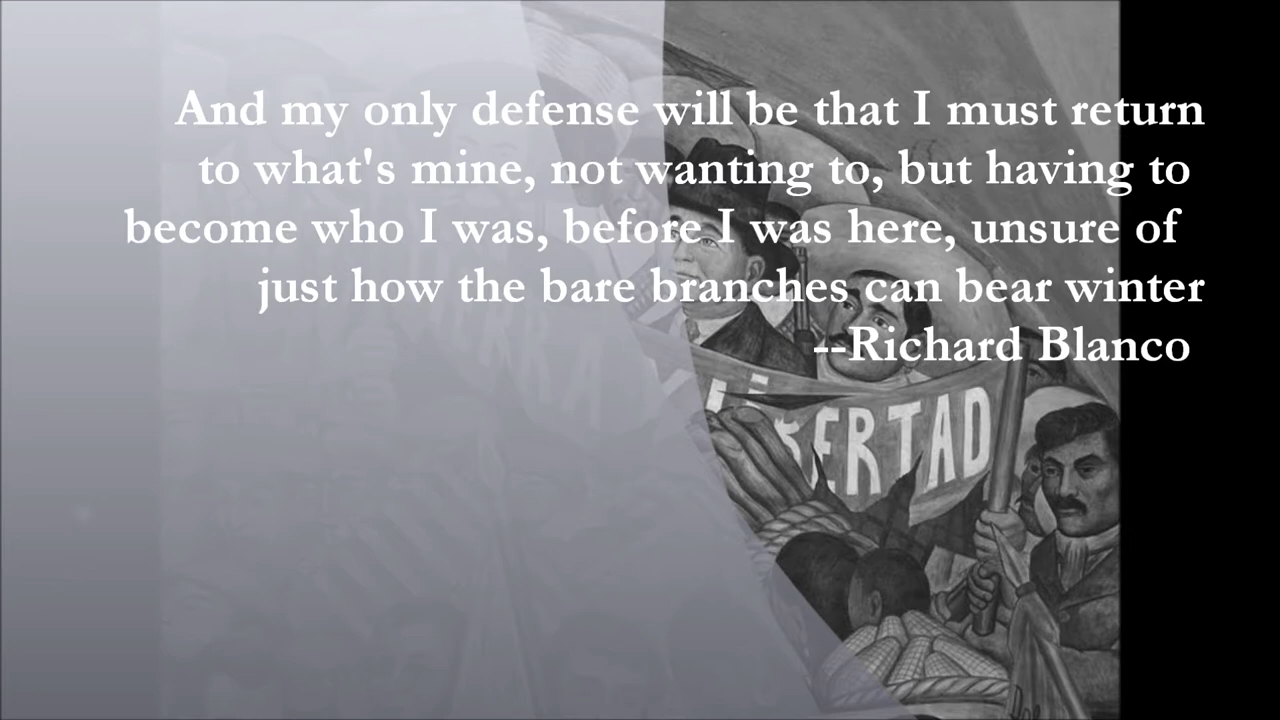 And my only defense will be that I must return
to what's mine, not wanting to, but having to
become who I was, before I was here, unsure of
just how the bare branches can bear winter
--Richard Blanco
LIBERTAD